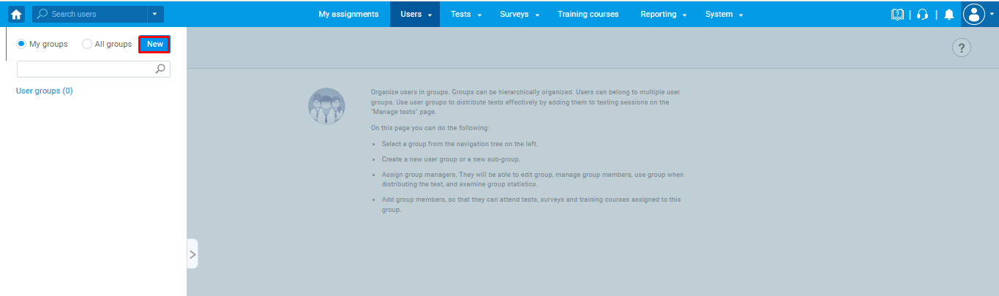 Search users
My assignments
Users
Tests
Surveys
Training courses
Reporting
System
My groups
All groups
New
User groups (0)
?
Organize users in groups. Groups can be hierarchically organized. Users can belong to multiple user
groups. Use user groups to distribute tests effectively by adding them to testing sessions on the
"Manage tests" page.
On this page you can do the following:
• Select a group from the navigation tree on the left.
• Create a new user group or a new sub-group.
• Assign group managers. They will be able to edit group, manage group members, use group when
distributing the test, and examine group statistics.
• Add group members, so that they can attend tests, surveys and training courses assigned to this
group.